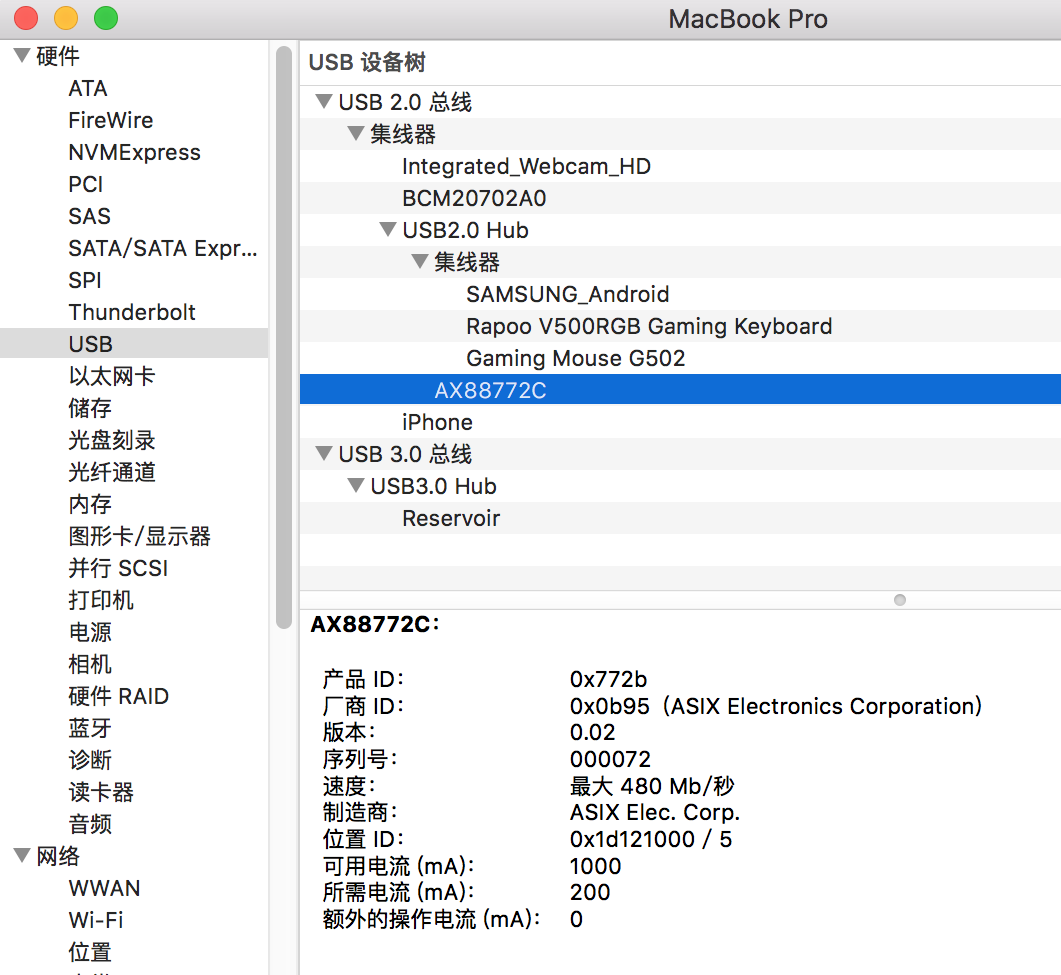 MacBook Pro
硬件
ATA
FireWire
NVMExpress
PCI
SAS
SATA/SATA Expr...
SPI
Thunderbolt
USB
以太网卡
储存
光盘刻录
光纤通道
内存
图形卡/显示器
并行 SCSI
打印机
电源
相机
硬件 RAID
蓝牙
诊断
读卡器
音频
网络
WWAN
Wi-Fi
位置
USB 设备树
USB 2.0 总线
集线器
Integrated_Webcam_HD
BCM20702A0
USB2.0 Hub
集线器
SAMSUNG_Android
Rapoo V500RGB Gaming Keyboard
Gaming Mouse G502
AX88772C
iPhone
USB 3.0 总线
USB3.0 Hub
Reservoir
AX88772C：
产品 ID： 0x772b
厂商 ID： 0x0b95（ASIX Electronics Corporation）
版本： 0.02
序列号： 000072
速度： 最大 480 Mb/秒
制造商： ASIX Elec. Corp.
位置 ID： 0x1d121000 / 5
可用电流 (mA)： 1000
所需电流 (mA)： 200
额外的操作电流 (mA)： 0